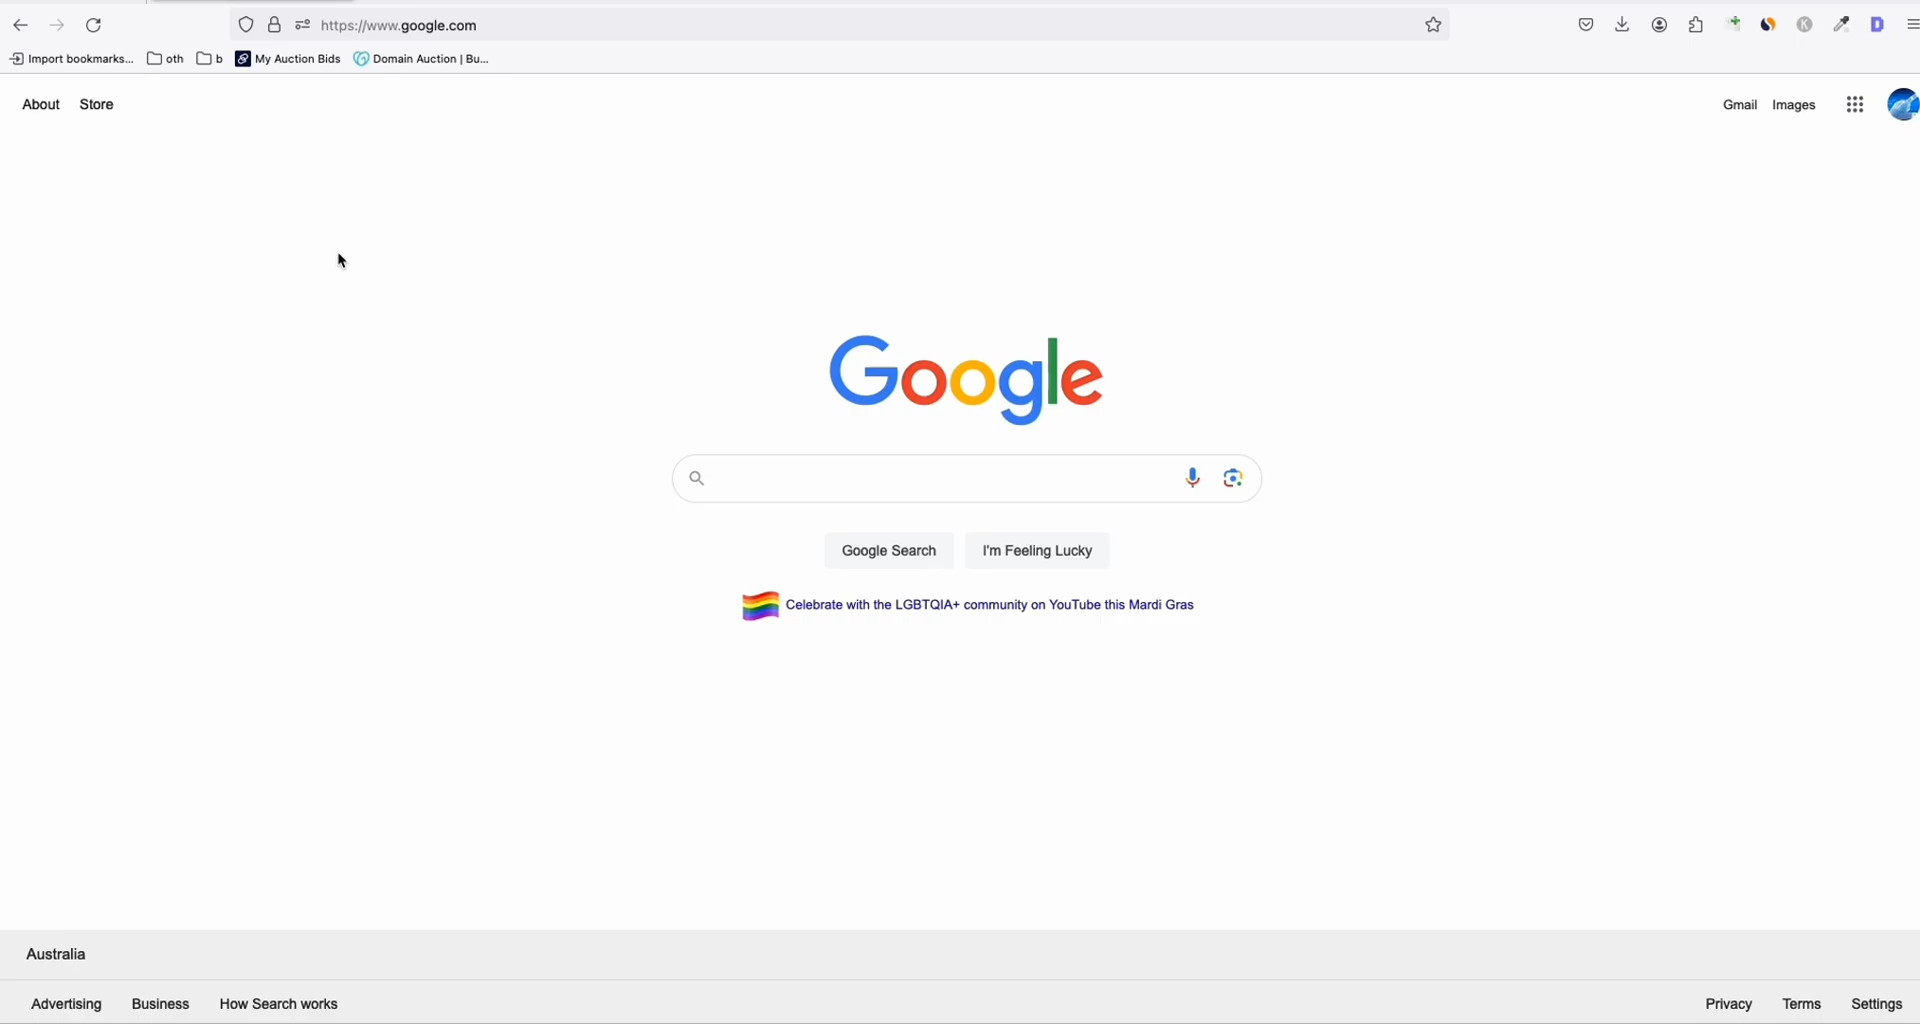 https://www.google.com
Import bookmarks... oth b My Auction Bids Domain Auction | Bu...
About Store Gmail Images
Google
Google Search I'm Feeling Lucky
Celebrate with the LGBTQIA+ community on YouTube this Mardi Gras
Australia
Advertising Business How Search works Privacy Terms Settings